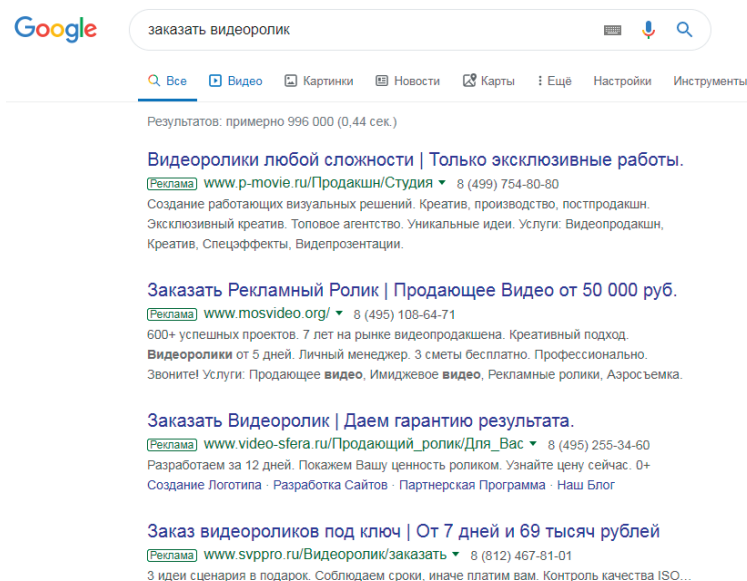 Google
заказать видеоролик
Все Видео Картинки Новости Карты Ещё Настройки Инструменты
Результатов: примерно 996 000 (0,44 сек.)
Видеоролики любой сложности | Только эксклюзивные работы.
Реклама www.p-movie.ru/Продакшн/Студия 8 (499) 754-80-80
Создание работающих визуальных решений. Креатив, производство, постпродакшн.
Эксклюзивный креатив. Топовое агентство. Уникальные идеи. Услуги: Видеопродакшн,
Креатив, Спецэффекты, Видепрозентации.
Заказать Рекламный Ролик | Продающее Видео от 50 000 руб.
Реклама www.mosvideo.org/ 8 (495) 108-64-71
600+ успешных проектов. 7 лет на рынке видеопродакшена. Креативный подход.
Видеоролики от 5 дней. Личный менеджер. 3 сметы бесплатно. Профессионально.
Звоните! Услуги: Продающее видео, Имиджевое видео, Рекламные ролики, Аэросъемка.
Заказать Видеоролик | Даем гарантию результата.
Реклама www.video-sfera.ru/Продающий_ролик/Для_Вас 8 (495) 255-34-60
Разработаем за 12 дней. Покажем Вашу ценность роликом. Узнайте цену сейчас. 0+
Создание Логотипа · Разработка Сайтов · Партнерская Программа · Наш Блог
Заказ видеороликов под ключ | От 7 дней и 69 тысяч рублей
Реклама www.svppro.ru/Видеоролик/заказать 8 (812) 467-81-01
3 идеи сценария в подарок. Соблюдаем сроки, иначе платим вам. Контроль качества ISO...